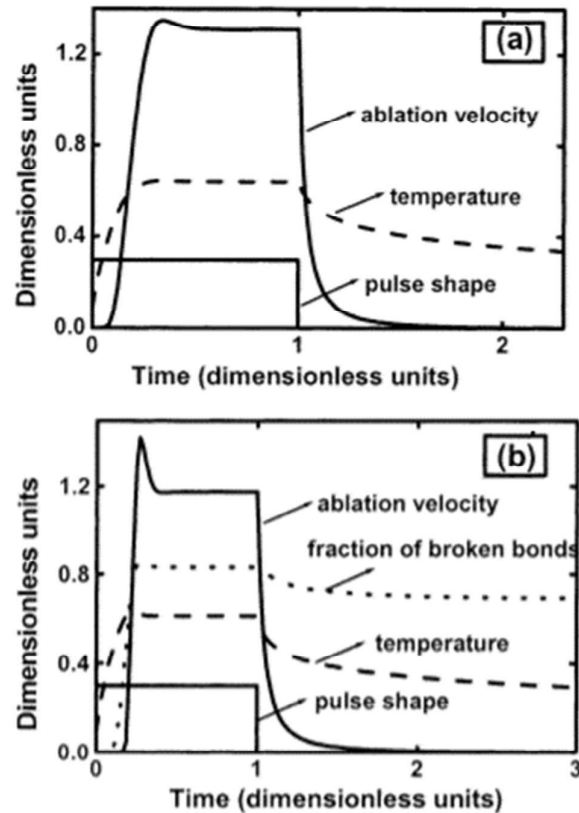 (a)
Dimensionless units
1.2
0.8
0.4
0.0
ablation velocity
temperature
pulse shape
0
1
2
Time (dimensionless units)
(b)
Dimensionless units
1.2
0.8
0.4
0.0
ablation velocity
fraction of broken bonds
temperature
pulse shape
0
1
2
3
Time (dimensionless units)